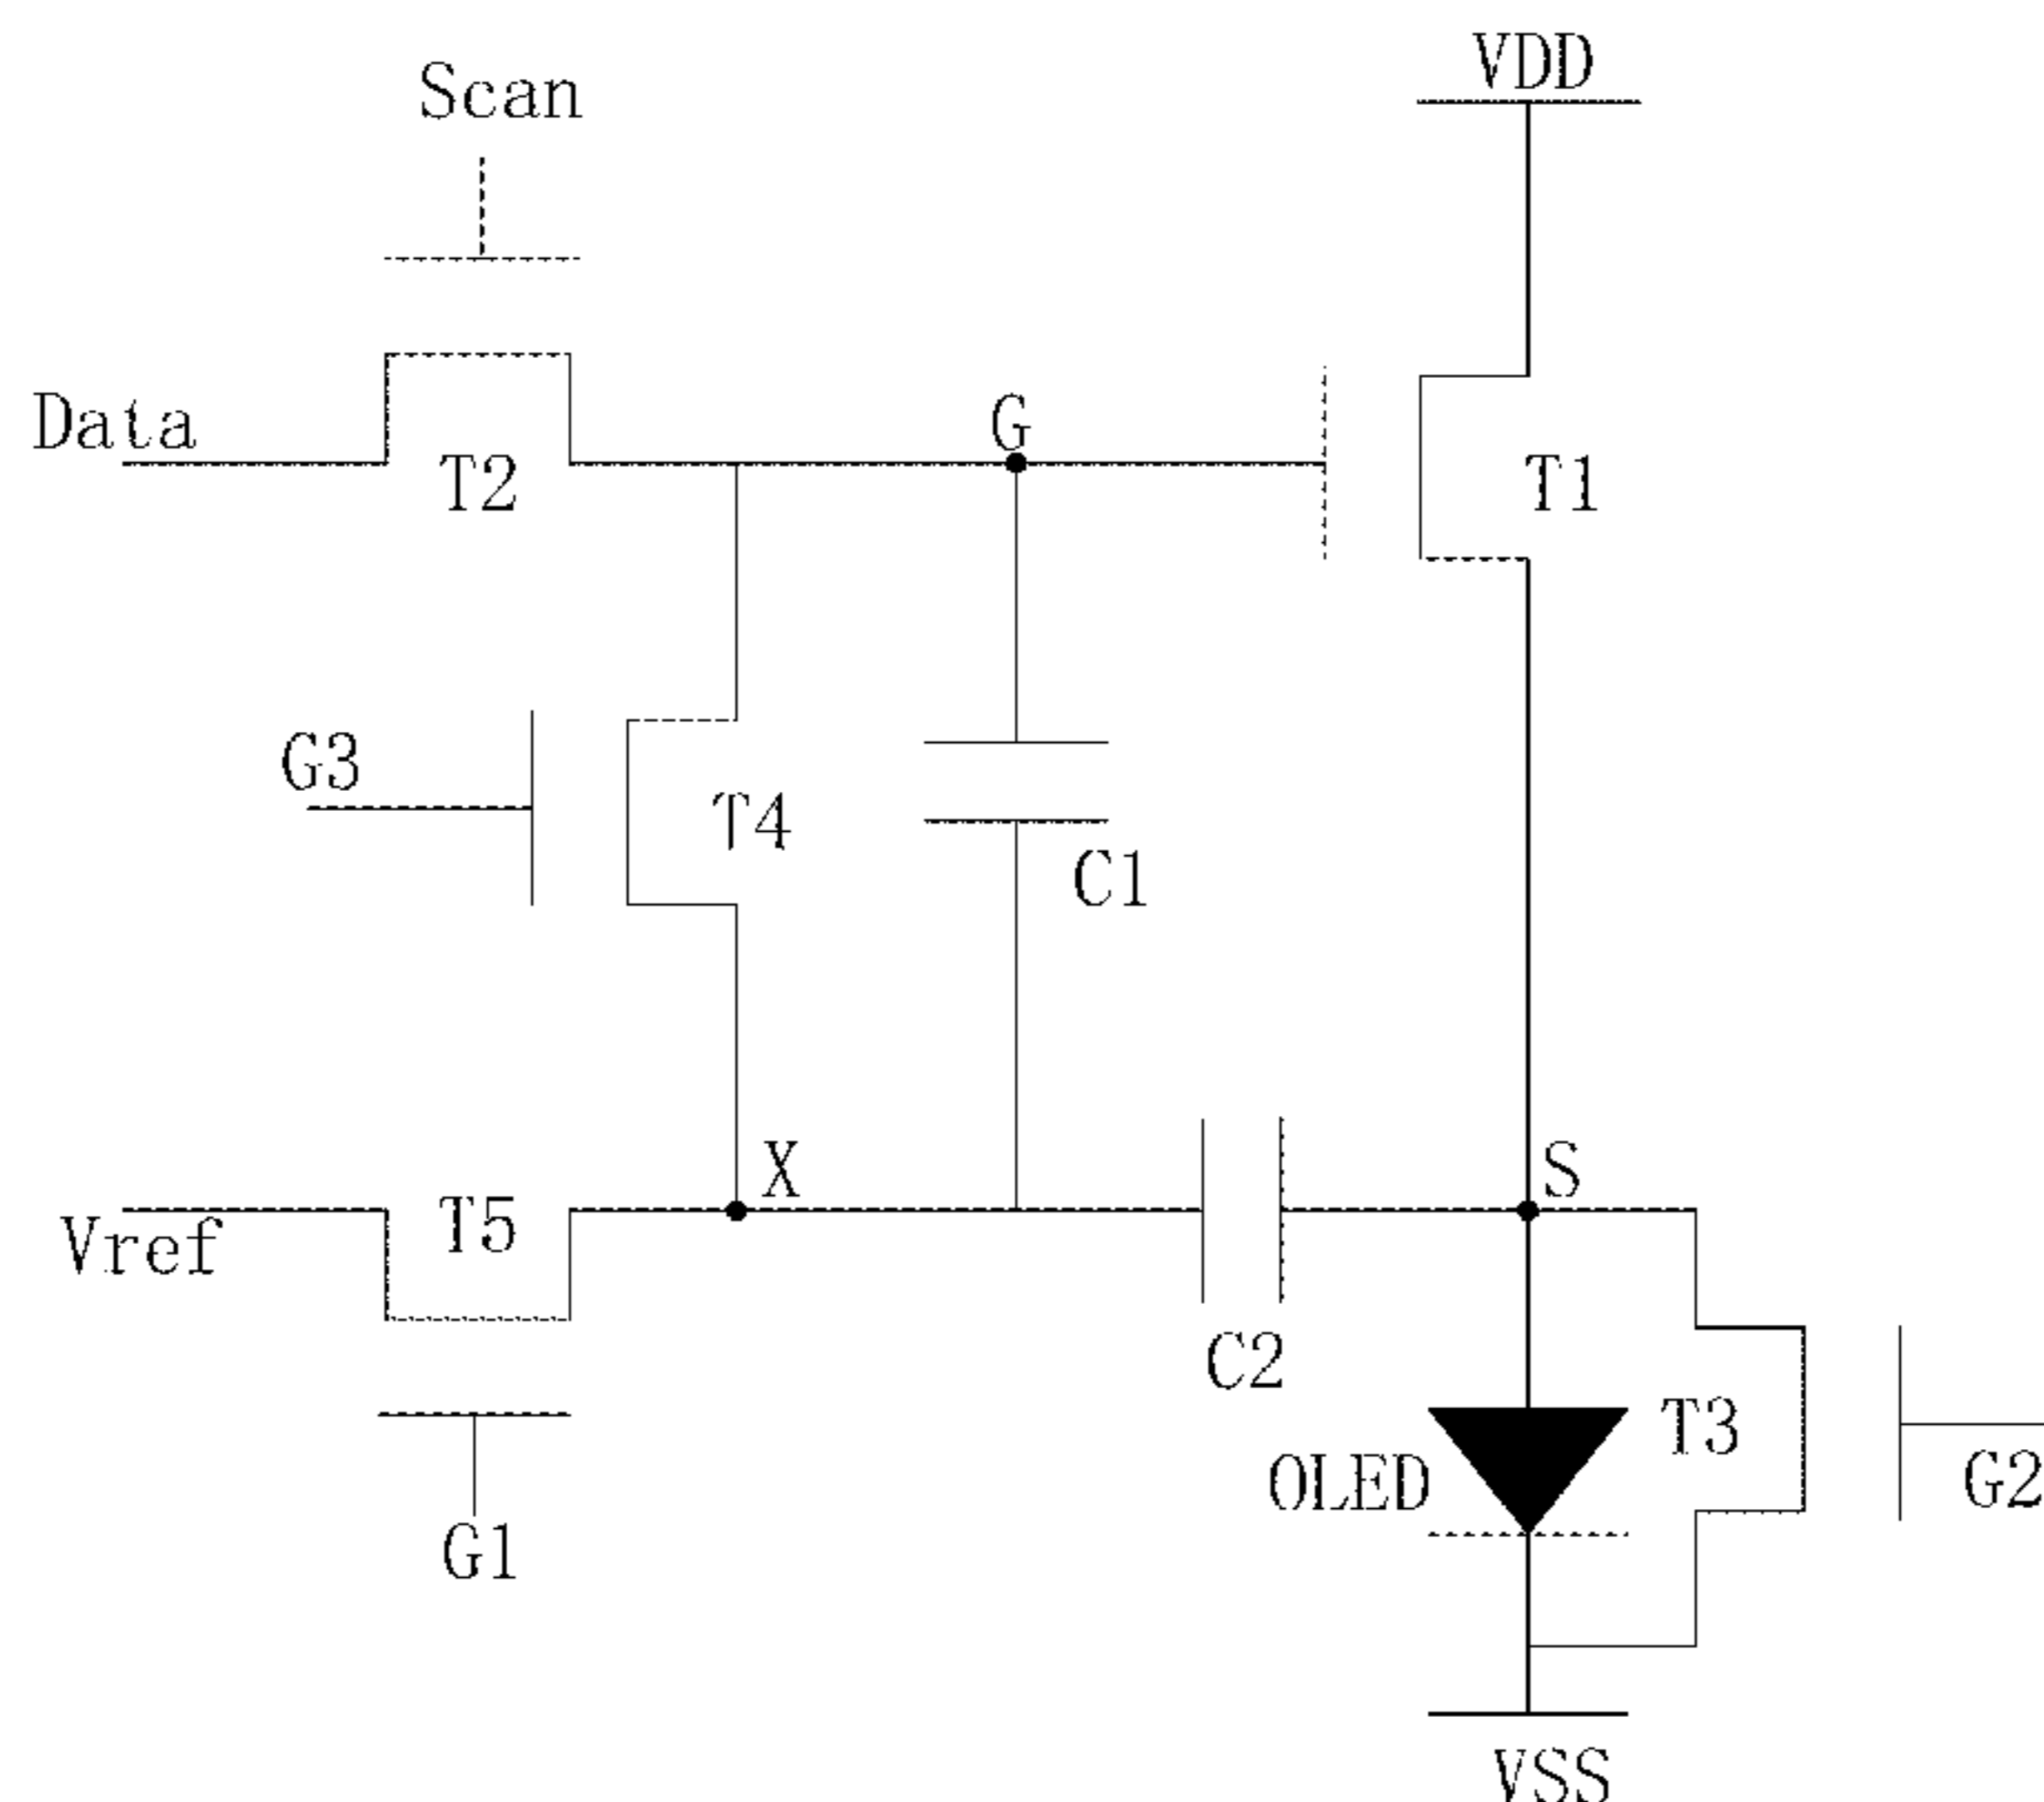 VDD
Scan
Data
G
T2
T1
G3
T4
C1
X
S
T5
Vref
C2
T3
OLED
G2
G1
VSS